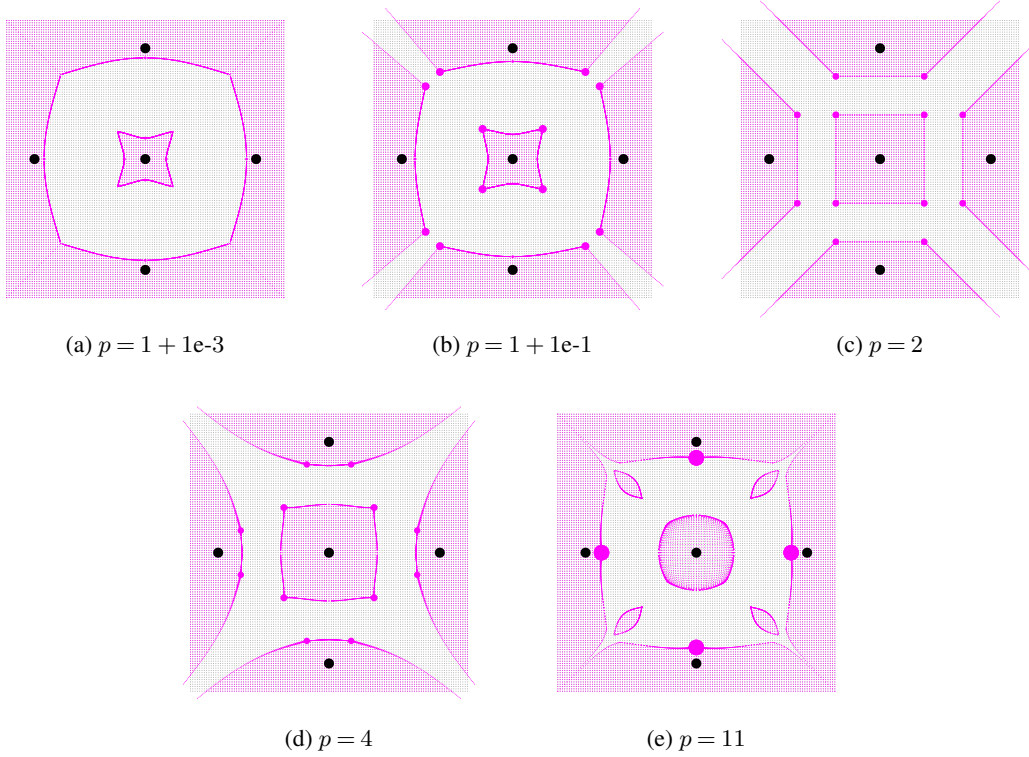 (a) p = 1 + 1e-3
(b) p = 1 + 1e-1
(c) p = 2
(d) p = 4
(e) p = 11